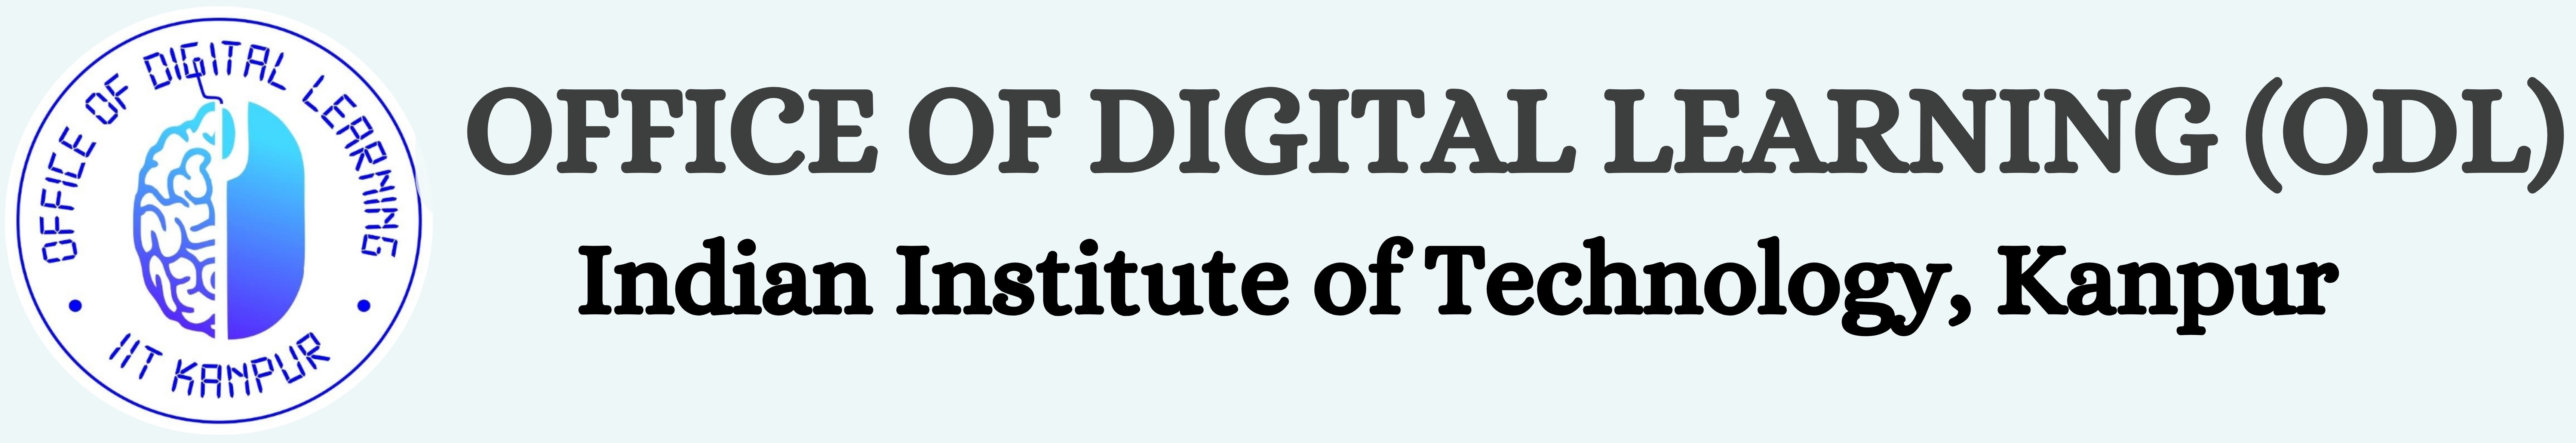 OFFICE OF DIGITAL LEARNING
IIT KANPUR
OFFICE OF DIGITAL LEARNING (ODL)
Indian Institute of Technology, Kanpur